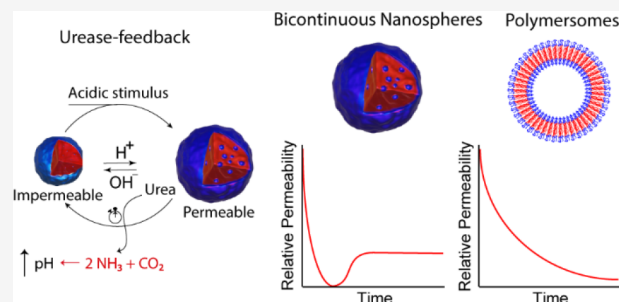 Urease-feedback
Acidic stimulus
H⁺
OH⁻
Impermeable
Urea
Permeable
↑ pH ← 2 NH₃ + CO₂
Bicontinuous Nanospheres
Relative Permeability
Time
Polymersomes
Relative Permeability
Time